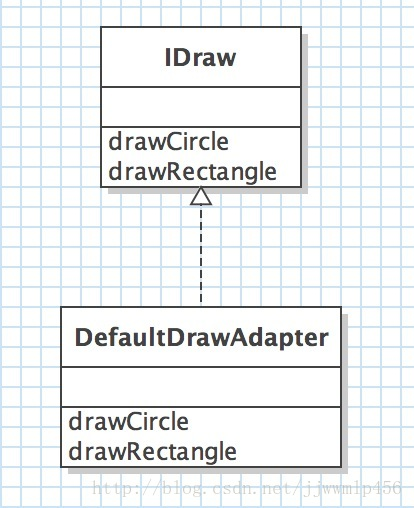 IDraw
drawCircle
drawRectangle
DefaultDrawAdapter
drawCircle
drawRectangle
http://blog.csdn.net/jjwwmlp456